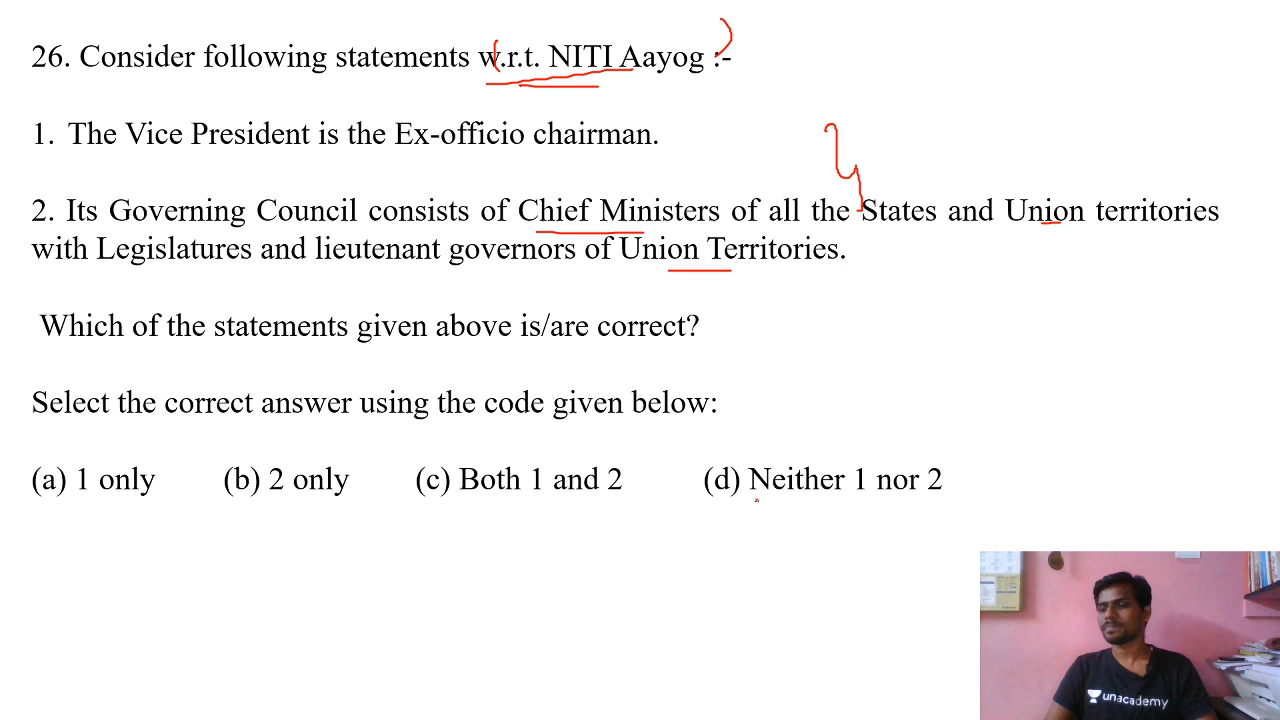 26. Consider following statements w.r.t. NITI Aayog :-
1. The Vice President is the Ex-officio chairman.
2. Its Governing Council consists of Chief Ministers of all the States and Union territories
with Legislatures and lieutenant governors of Union Territories.
Which of the statements given above is/are correct?
Select the correct answer using the code given below:
(a) 1 only (b) 2 only (c) Both 1 and 2 (d) Neither 1 nor 2
unacademy